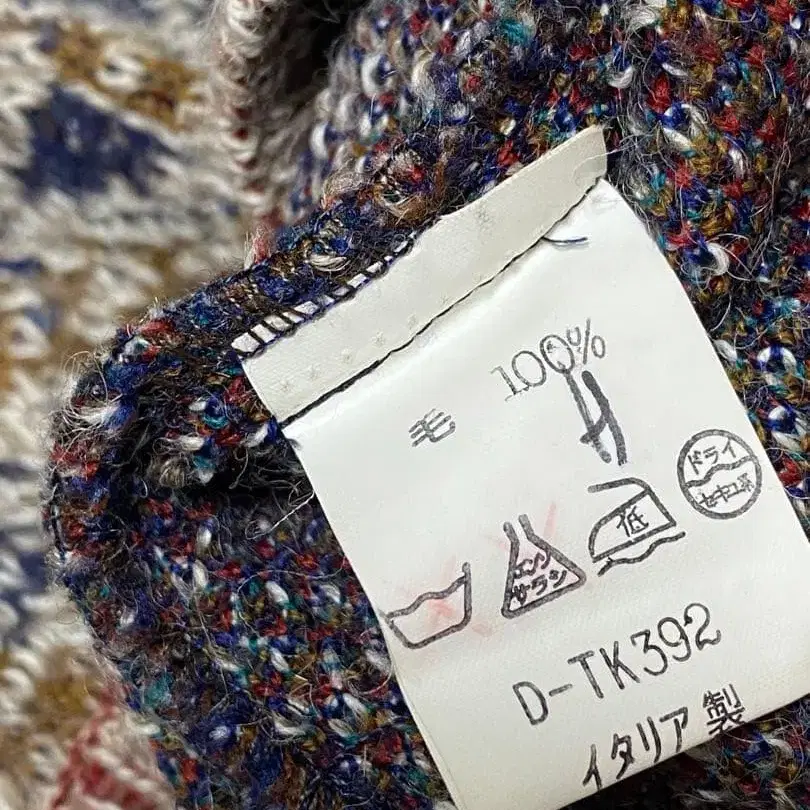 毛 100%
エンソ
サラシ
低
ドライ
セキユ系
D-TK392
イタリア製